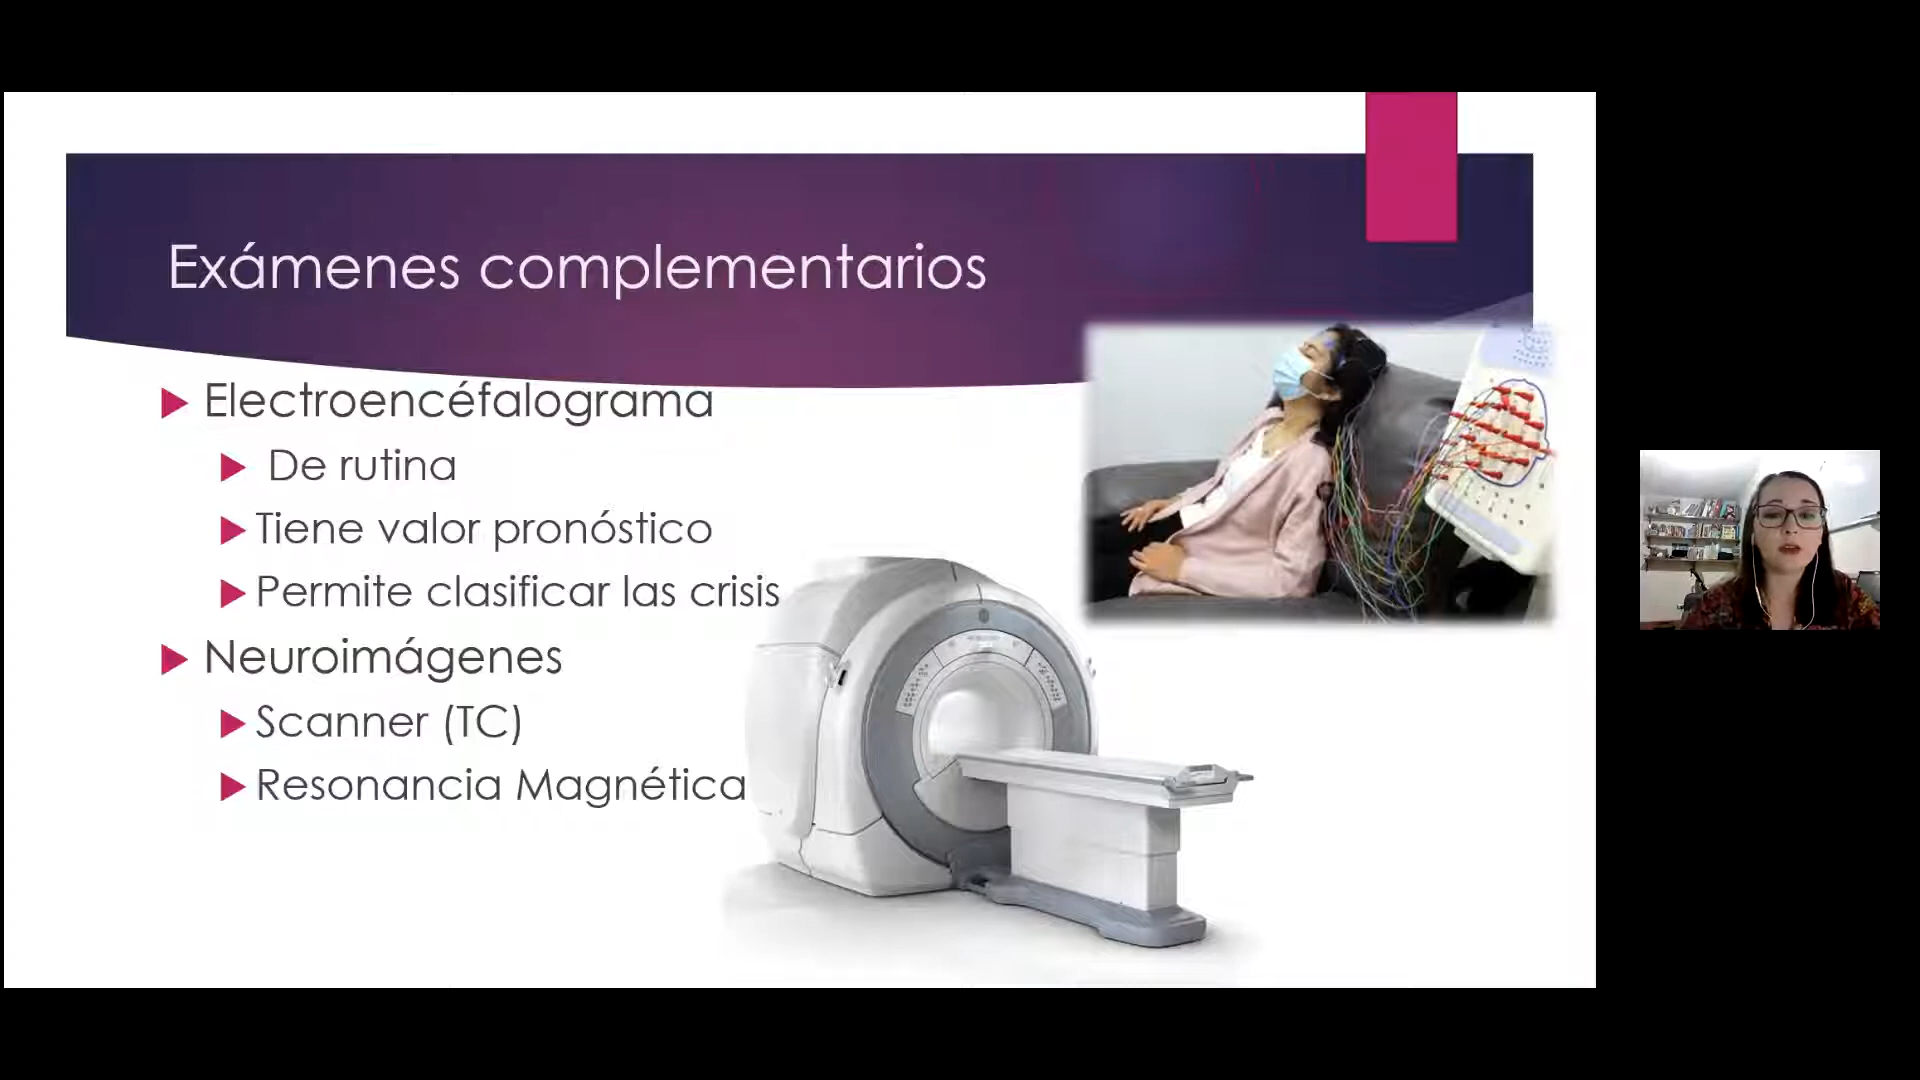 Exámenes complementarios
Electroencéfalograma
De rutina
Tiene valor pronóstico
Permite clasificar las crisis
Neuroimágenes
Scanner (TC)
Resonancia Magnética